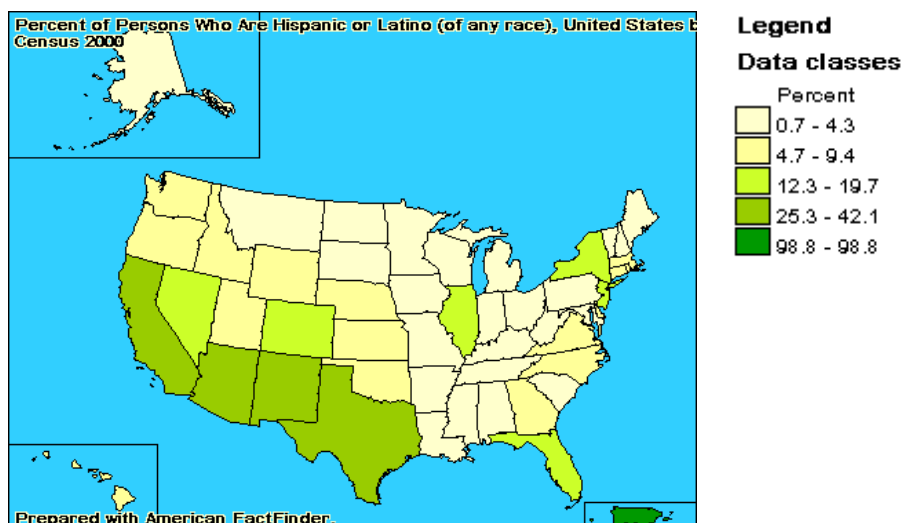 Percent of Persons Who Are Hispanic or Latino (of any race), United States b
Census 2000
Prepared with American FactFinder.
Legend
Data classes
Percent
0.7 - 4.3
4.7 - 9.4
12.3 - 19.7
25.3 - 42.1
98.8 - 98.8